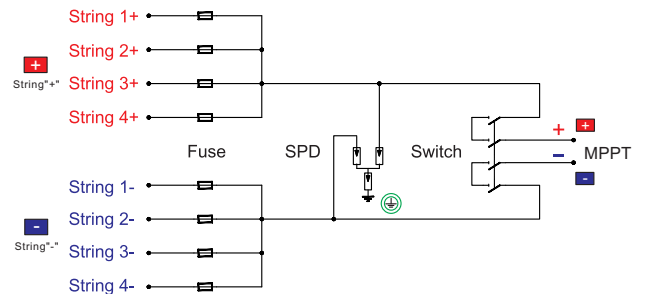 String 1+
String 2+
+
String"+"
String 3+
String 4+
Fuse
SPD
Switch
+
+
-
MPPT
-
String 1-
String 2-
-
String"-"
String 3-
String 4-